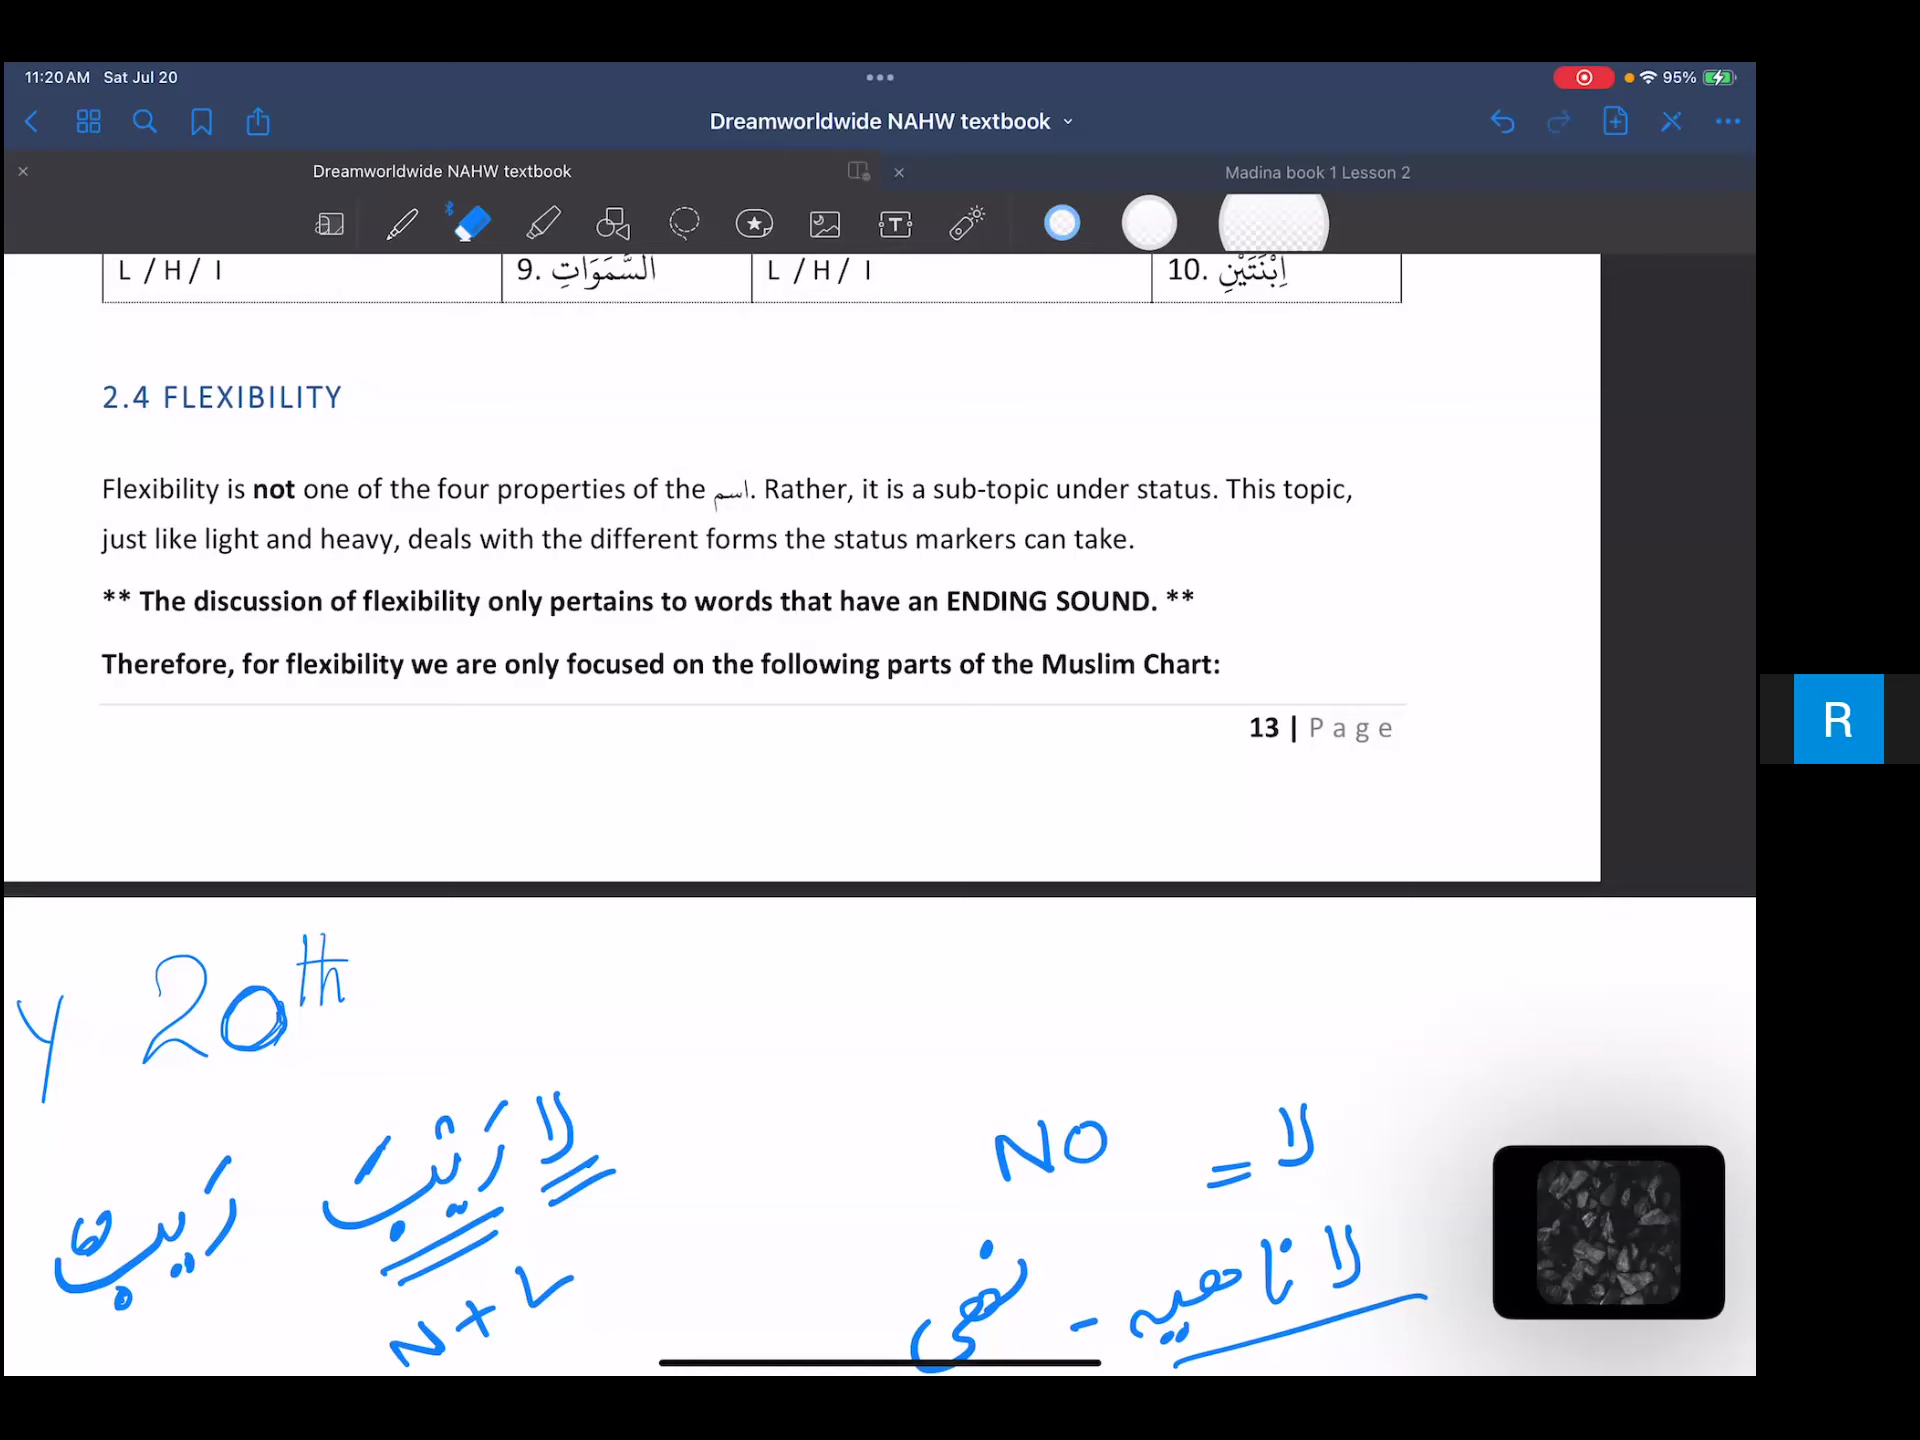 11:20 AM Sat Jul 20
95%
Dreamworldwide NAHW textbook
Dreamworldwide NAHW textbook
Madina book 1 Lesson 2
L / H / I
9. اَلسَّمَوَاتِ
L / H / I
10. اِبْنَتَيْنِ
2.4 FLEXIBILITY
Flexibility is not one of the four properties of the اسم. Rather, it is a sub-topic under status. This topic,
just like light and heavy, deals with the different forms the status markers can take.
** The discussion of flexibility only pertains to words that have an ENDING SOUND. **
Therefore, for flexibility we are only focused on the following parts of the Muslim Chart:
13 | Page
R
y 20th
لا رَيْبَ
NO = لا
رَيب
N + L
لا ناهيه -